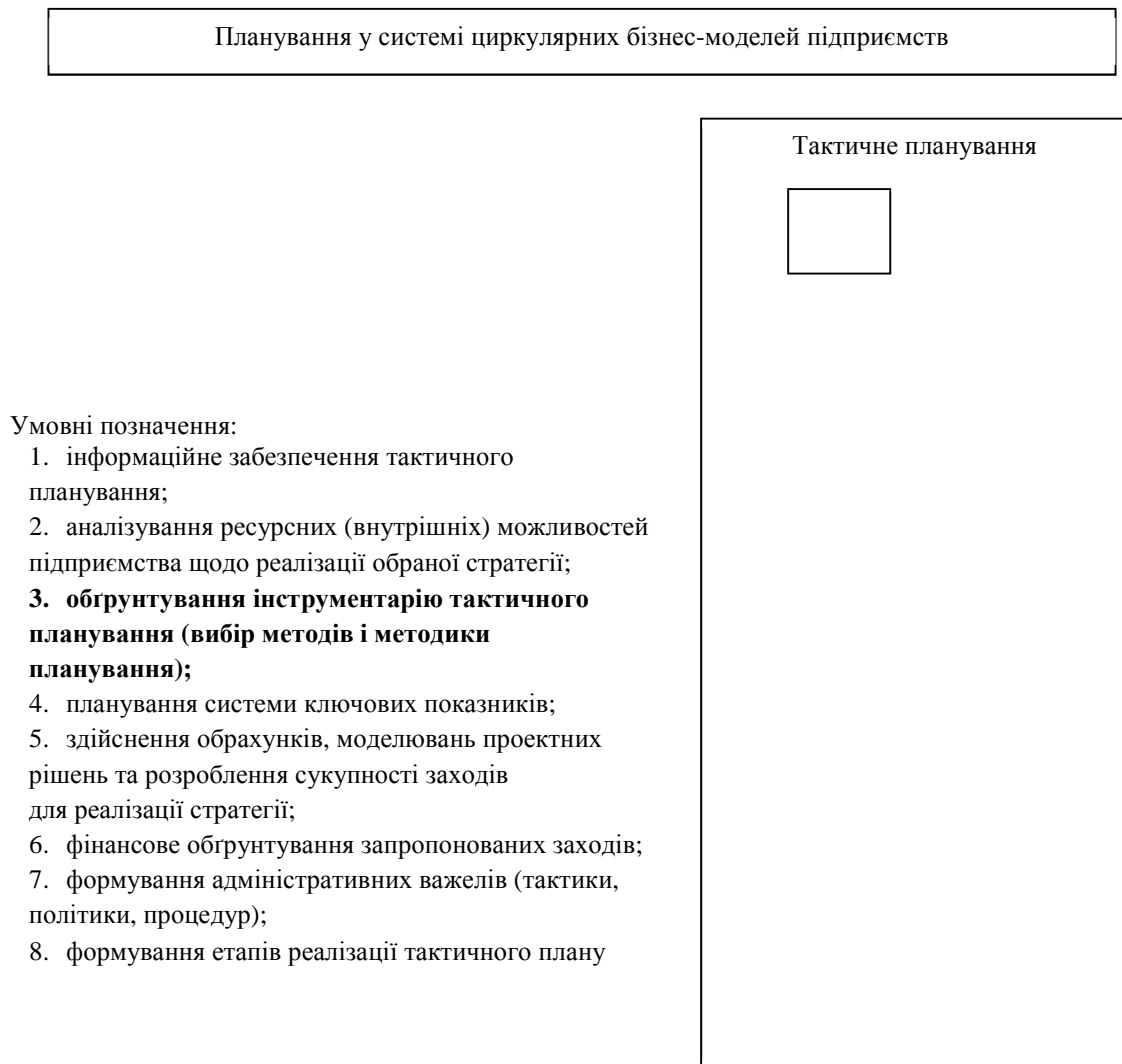 Планування у системі циркулярних бізнес-моделей підприємств
Тактичне планування
Умовні позначення:
1. інформаційне забезпечення тактичного
планування;
2. аналізування ресурсних (внутрішніх) можливостей
підприємства щодо реалізації обраної стратегії;
3. обґрунтування інструментарію тактичного
планування (вибір методів і методики
планування);
4. планування системи ключових показників;
5. здійснення обрахунків, моделювань проектних
рішень та розроблення сукупності заходів
для реалізації стратегії;
6. фінансове обґрунтування запропонованих заходів;
7. формування адміністративних важелів (тактики,
політики, процедур);
8. формування етапів реалізації тактичного плану